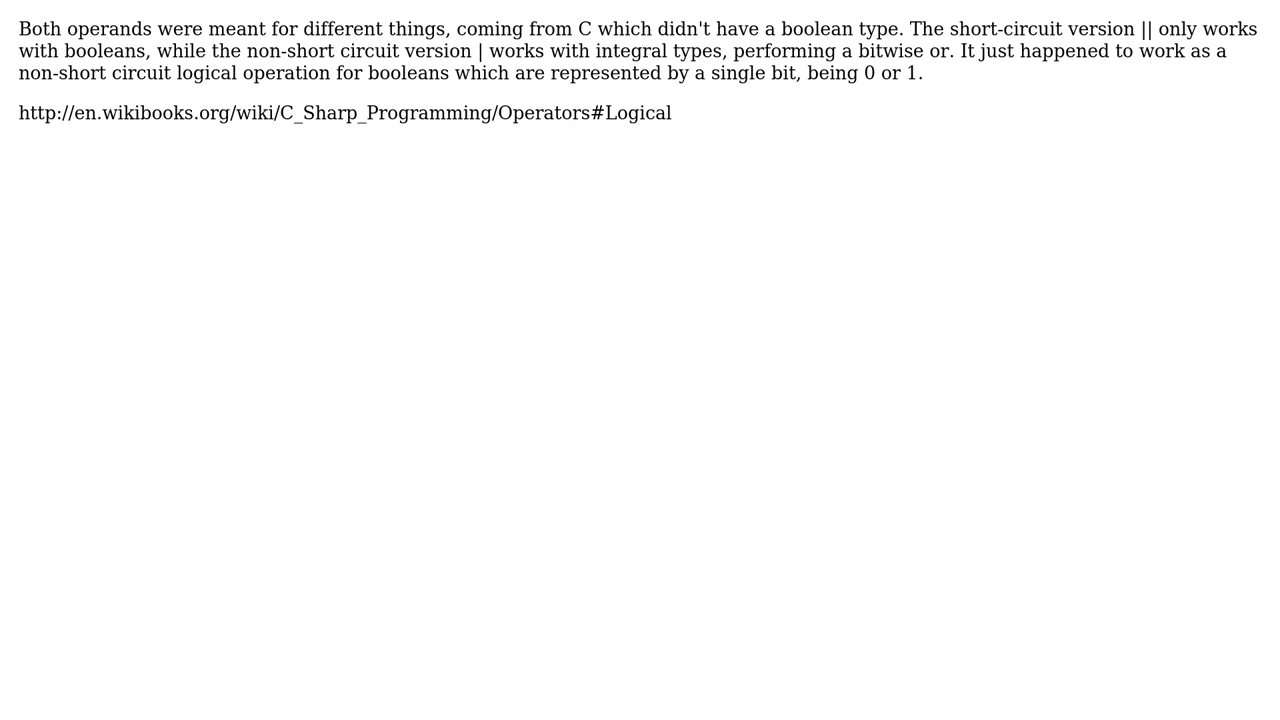 Both operands were meant for different things, coming from C which didn't have a boolean type. The short-circuit version || only works
with booleans, while the non-short circuit version | works with integral types, performing a bitwise or. It just happened to work as a
non-short circuit logical operation for booleans which are represented by a single bit, being 0 or 1.
http://en.wikibooks.org/wiki/C_Sharp_Programming/Operators#Logical